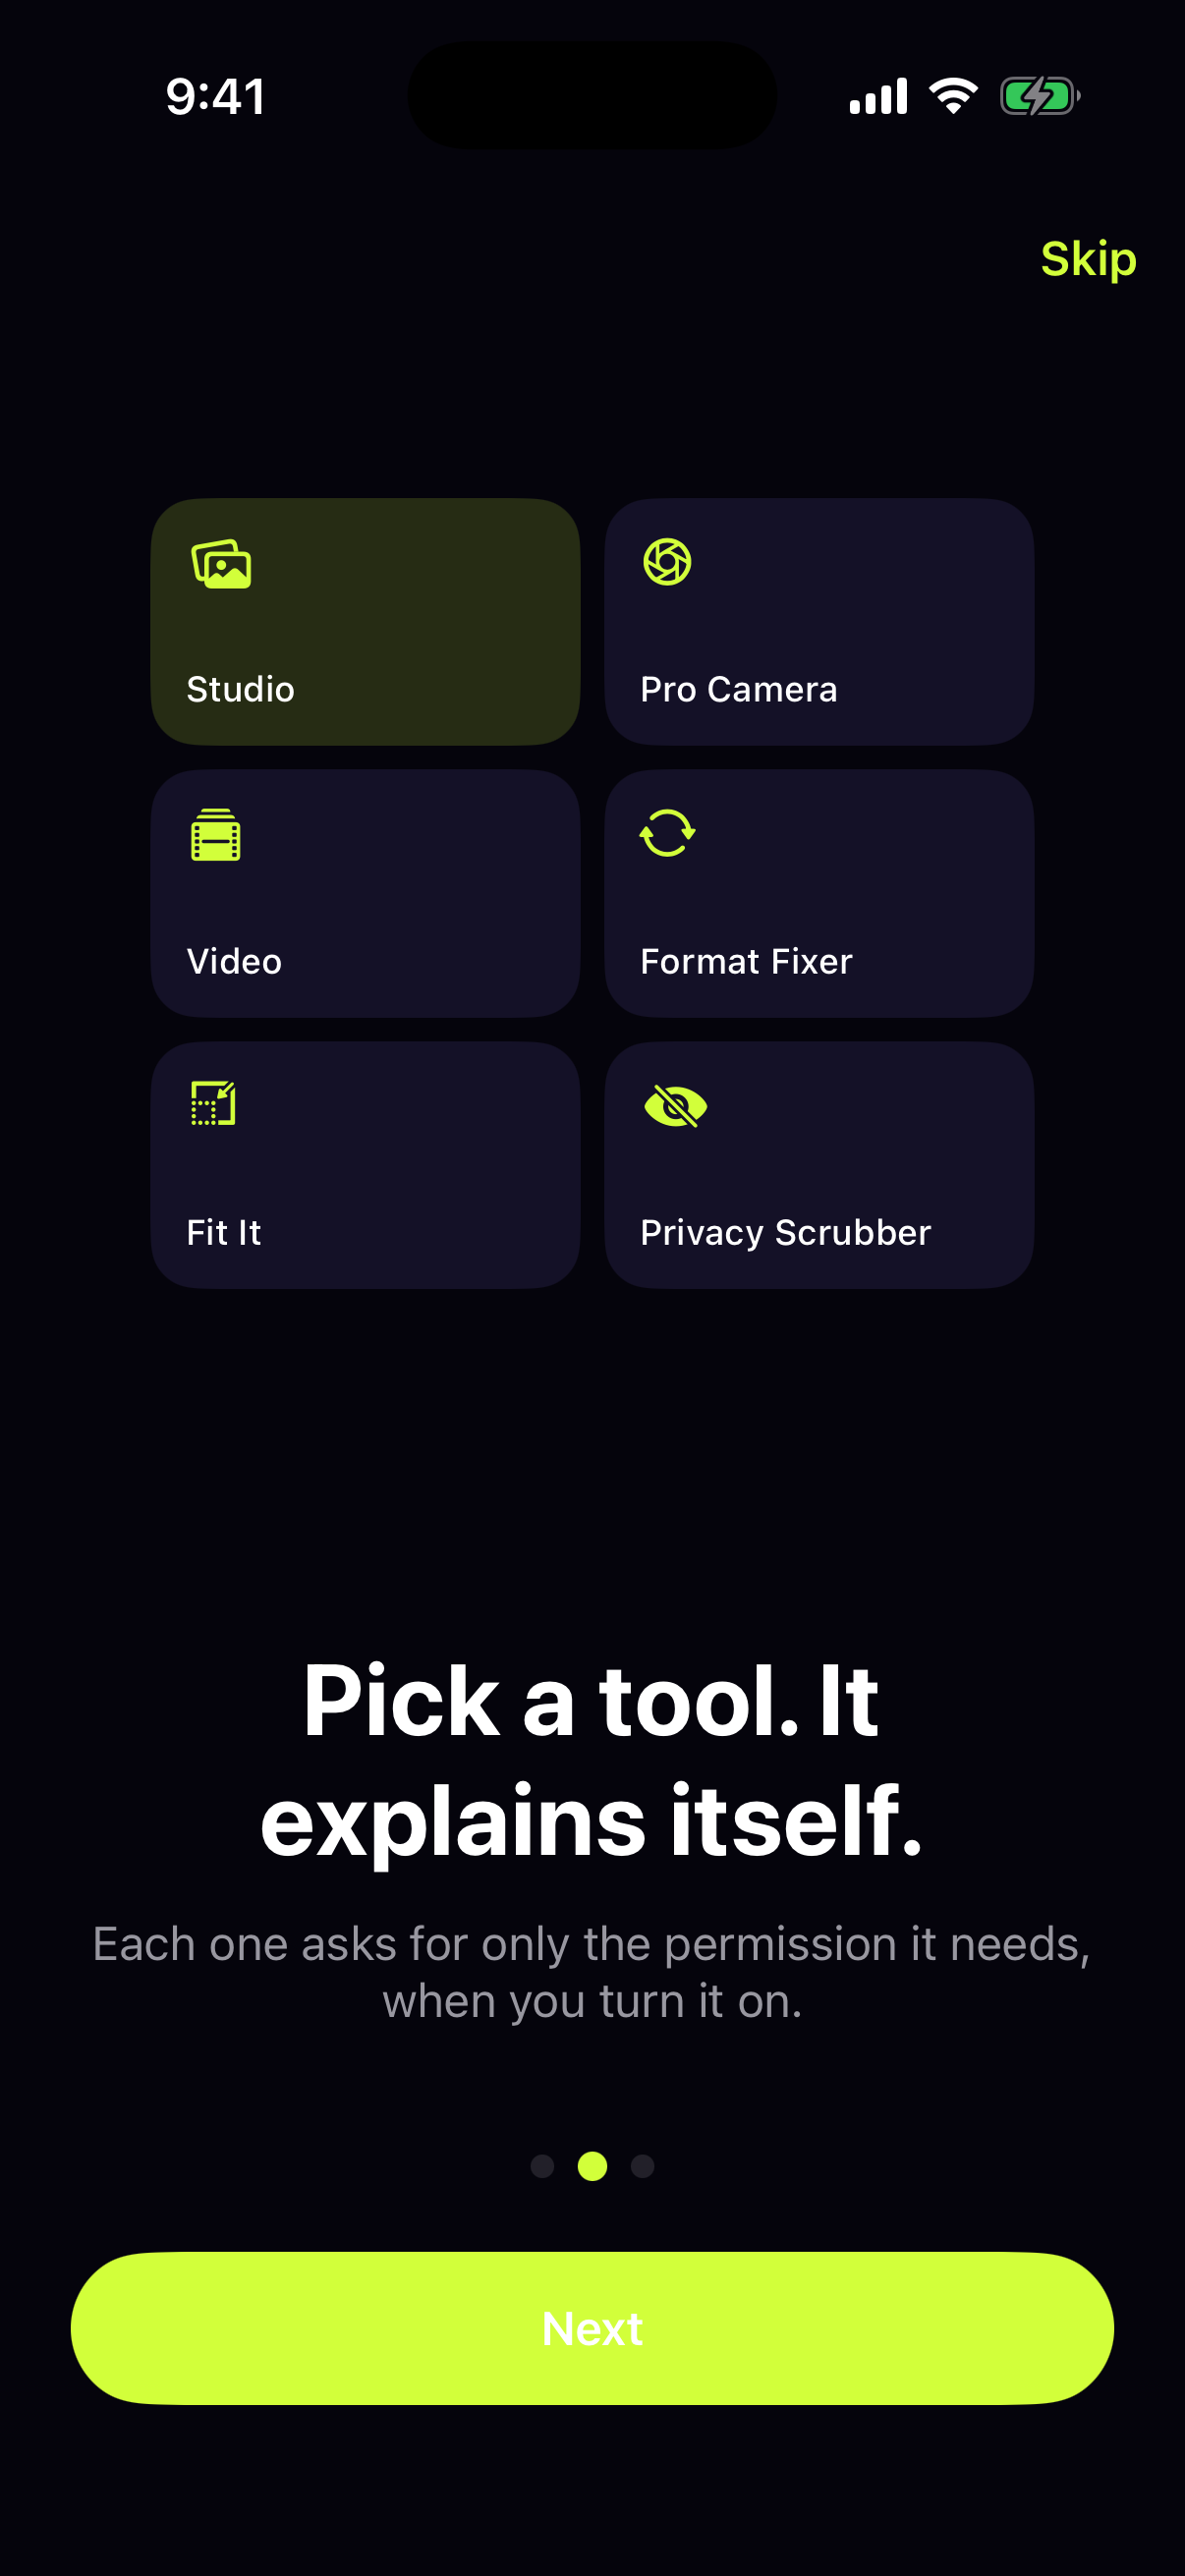 9:41
Skip
Studio
Pro Camera
Video
Format Fixer
Fit It
Privacy Scrubber
Pick a tool. It
explains itself.
Each one asks for only the permission it needs,
when you turn it on.
Next